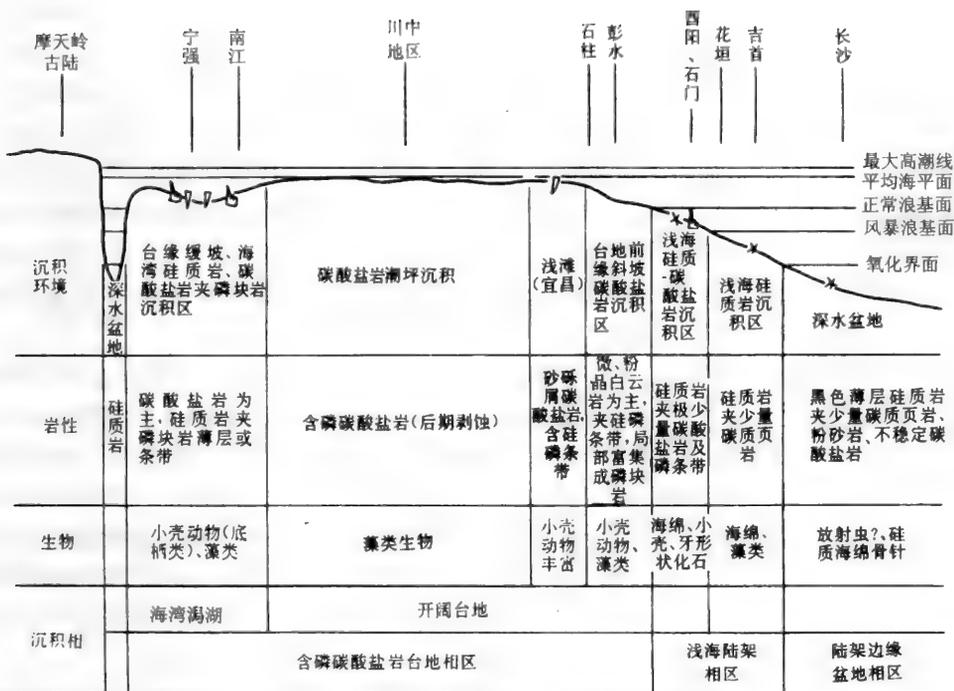 摩天岭
古陆
宁强
南江
川中
地区
石柱
彭水
酉阳、石门
花垣
吉首
长沙
最大高潮线
平均海平面
正常浪基面
风暴浪基面
氧化界面
沉积
环境
深水盆地
台缘缓坡、海
湾硅质岩、碳
酸盐岩夹磷块岩
沉积区
碳酸盐岩潮坪沉积
浅滩
(宜昌)
台地前
缘斜坡
碳酸盐
岩沉积
区
浅海
硅质
-碳
酸盐
岩沉
积区
浅海硅
质岩沉
积区
深水盆地
岩性
硅质岩
碳酸盐岩为
主，硅质岩夹
磷块岩薄层或
条带
含磷碳酸盐岩(后期剥蚀)
砂砾
屑碳
酸盐岩，
含硅
磷条
带
微、粉
晶白云
岩为主，
夹硅磷
条带，局
部富集
成磷块
岩
硅质岩
夹极少
量碳酸
盐岩及
磷条带
硅质岩
夹少量
碳质页
岩
黑色薄层硅质岩
夹少量碳质页岩、
粉砂岩、不稳定碳
酸盐岩
生物
小壳动物(底
栖类)、藻类
藻类生物
小壳
动物
丰富
小壳
动物、
藻类
海绵、小
壳、牙形
状化石
海绵、
藻类
放射虫?、硅
质海绵骨针
沉积相
海湾潟湖
开阔台地
含磷碳酸盐岩台地相区
浅海陆架
相区
陆架边缘
盆地相区